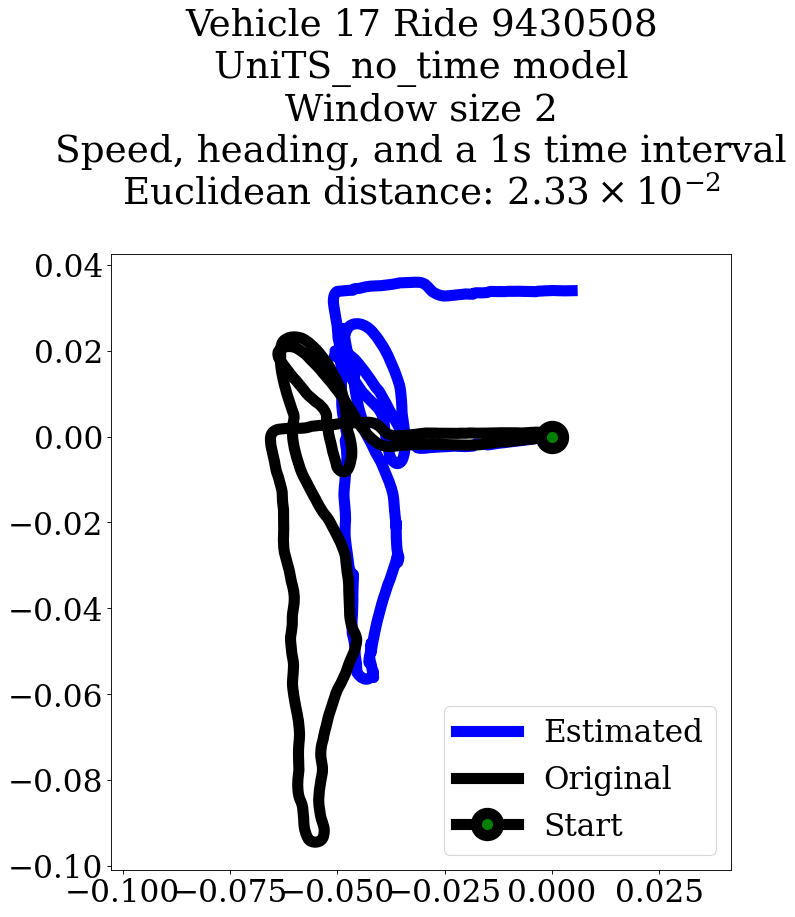 Vehicle 17 Ride 9430508
UniTS_no_time model
Window size 2
Speed, heading, and a 1s time interval
Euclidean distance: 2.33 × 10⁻²
0.04
0.02
0.00
−0.02
−0.04
−0.06
−0.08
−0.10
Estimated
Original
Start
−0.100 −0.075 −0.050 −0.025 0.000 0.025